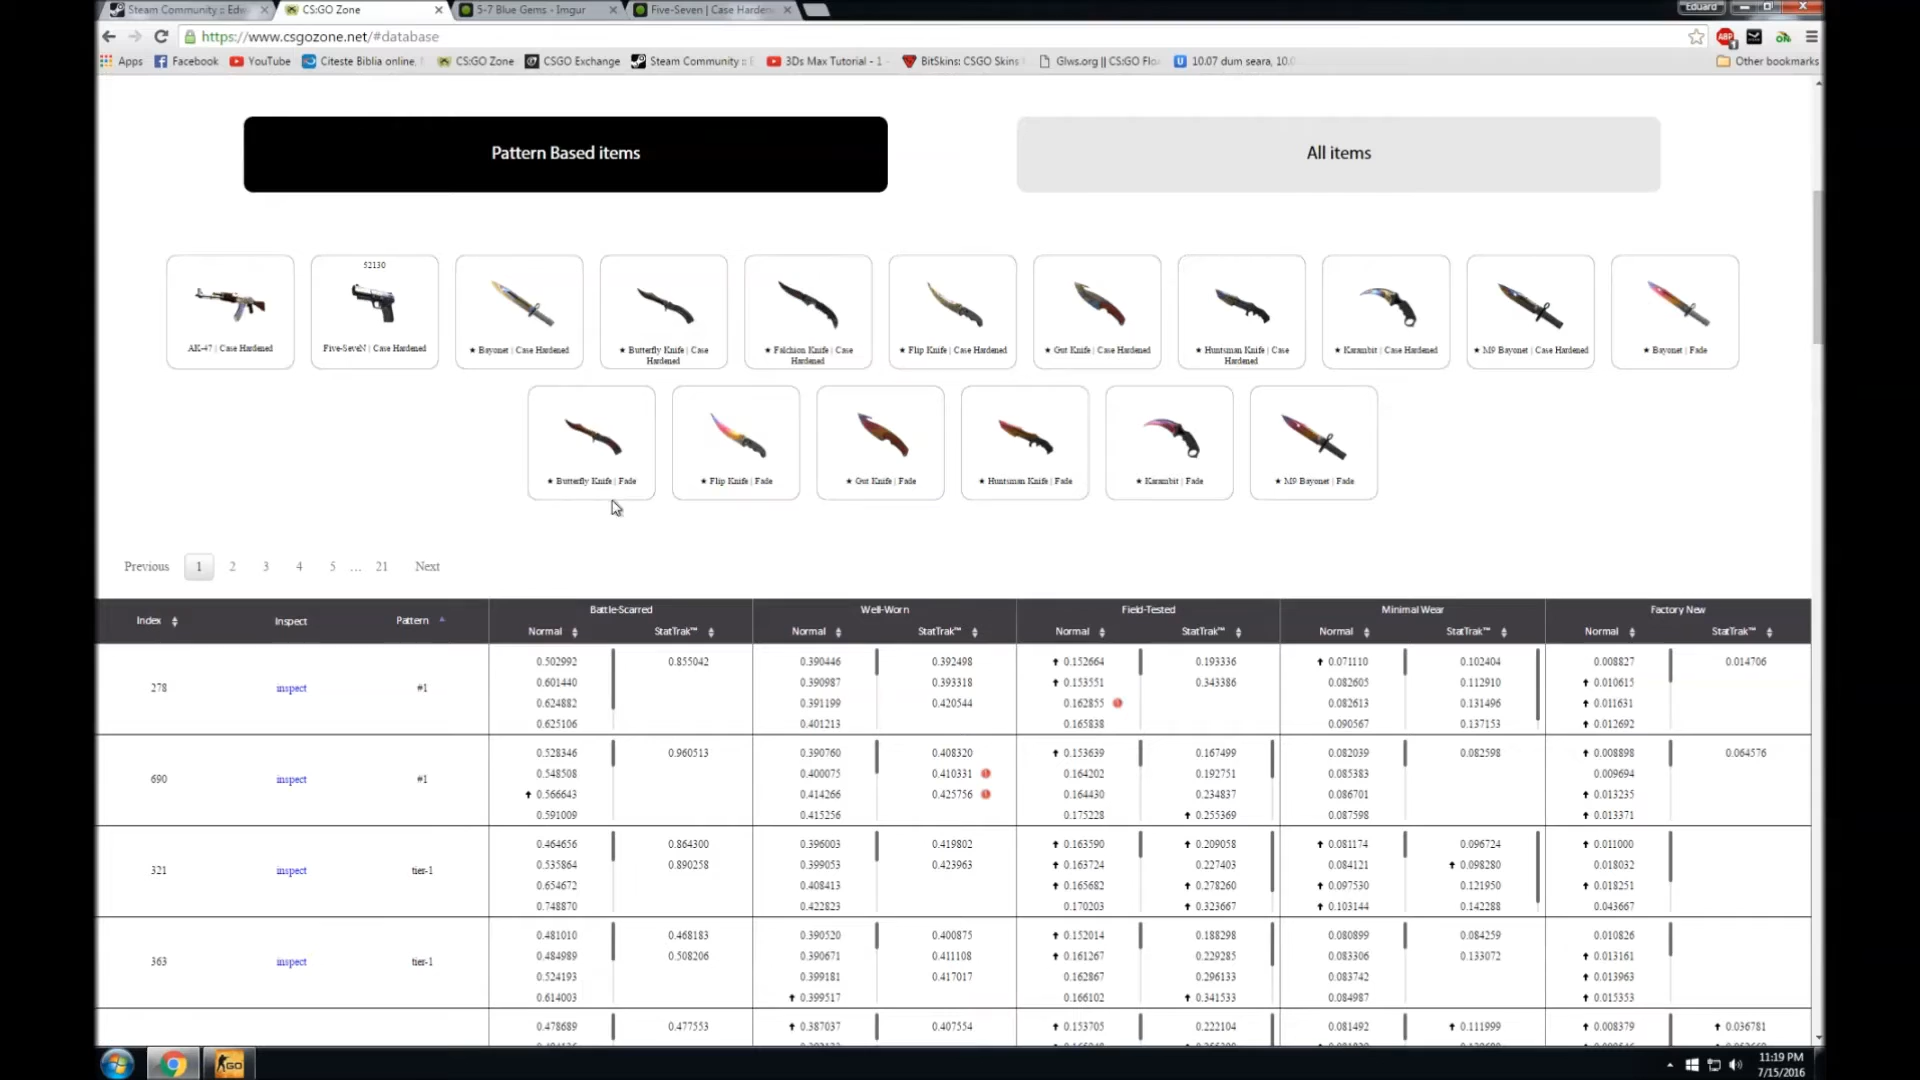 Steam Community :: Edw
CS:GO Zone
5-7 Blue Gems - Imgur
Five-Seven | Case Harden
Eduard
https://www.csgozone.net/#database
Apps
Facebook
YouTube
Citeste Biblia online,
CS:GO Zone
CSGO Exchange
Steam Community ::
3Ds Max Tutorial - 1
BitSkins: CSGO Skins
Glws.org || CS:GO Flo
10.07 dum seara, 10.
Other bookmarks
Pattern Based items
All items
52130
AK-47 | Case Hardened
Five-SeveN | Case Hardened
★ Bayonet | Case Hardened
★ Butterfly Knife | Case
Hardened
★ Falchion Knife | Case
Hardened
★ Flip Knife | Case Hardened
★ Gut Knife | Case Hardened
★ Huntsman Knife | Case
Hardened
★ Karambit | Case Hardened
★ M9 Bayonet | Case Hardened
★ Bayonet | Fade
★ Butterfly Knife | Fade
★ Flip Knife | Fade
★ Gut Knife | Fade
★ Huntsman Knife | Fade
★ Karambit | Fade
★ M9 Bayonet | Fade
Previous 1 2 3 4 5 ... 21 Next
Index Inspect Pattern Battle-Scarred Well-Worn Field-Tested Minimal Wear Factory New
Normal StatTrak™ Normal StatTrak™ Normal StatTrak™ Normal StatTrak™ Normal StatTrak™
278 inspect #1
0.502992 0.855042 0.390446 0.392498 0.152664 0.193336 0.071110 0.102404 0.008827 0.014706
0.601440 0.390987 0.393318 0.153551 0.343386 0.082605 0.112910 0.010615
0.624882 0.391199 0.420544 0.162855 0.082613 0.131496 0.011631
0.625106 0.401213 0.165838 0.090567 0.137153 0.012692
690 inspect #1
0.528346 0.960513 0.390760 0.408320 0.153639 0.167499 0.082039 0.082598 0.008898 0.064576
0.548508 0.400075 0.410331 0.164202 0.192751 0.085383 0.009694
0.566643 0.414266 0.425756 0.164430 0.234837 0.086701 0.013235
0.591009 0.415256 0.175228 0.255369 0.087598 0.013371
321 inspect tier-1
0.464656 0.864300 0.396003 0.419802 0.163590 0.209058 0.081174 0.096724 0.011000
0.535864 0.890258 0.399053 0.423963 0.163724 0.227403 0.084121 0.098280 0.018032
0.654672 0.408413 0.165682 0.278260 0.097530 0.121950 0.018251
0.748870 0.422823 0.170203 0.323667 0.103144 0.142288 0.043667
363 inspect tier-1
0.481010 0.468183 0.390520 0.400875 0.152014 0.188298 0.080899 0.084259 0.010826
0.484989 0.508206 0.390671 0.411108 0.161267 0.229285 0.083306 0.133072 0.013161
0.524193 0.399181 0.417017 0.162867 0.296133 0.083742 0.013963
0.614003 0.399517 0.166102 0.341533 0.084987 0.015353
0.478689 0.477553 0.387037 0.407554 0.153705 0.222104 0.081492 0.111999 0.008379 0.036781
GO
11:19 PM
7/15/2016